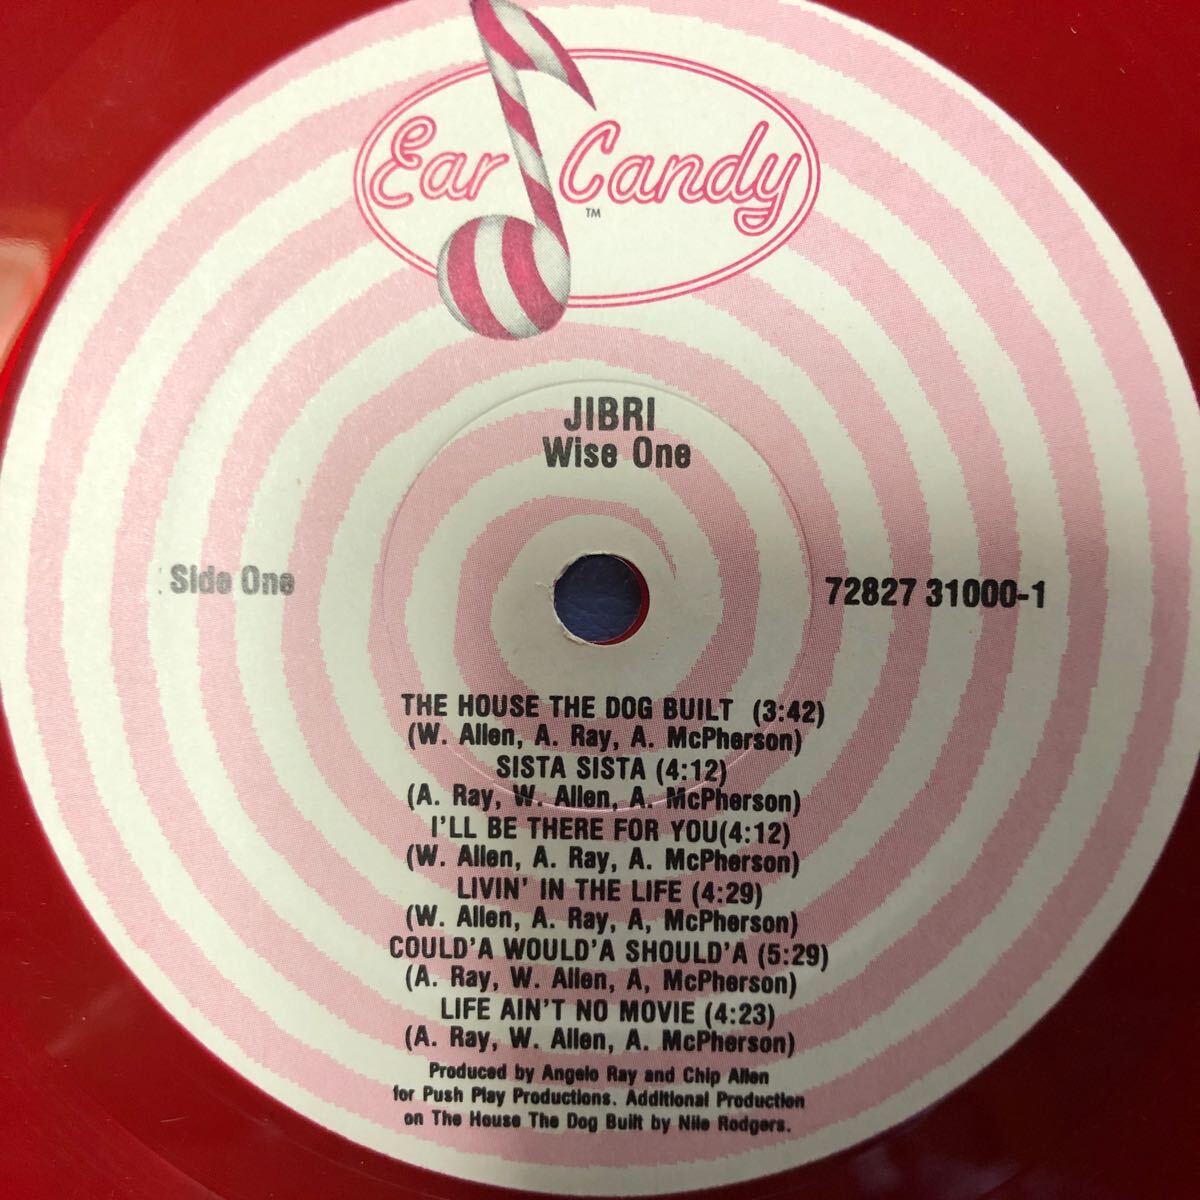 Ear Candy
TM
JIBRI
Wise One
Side One
72827 31000-1
THE HOUSE THE DOG BUILT (3:42)
(W. Allen, A. Ray, A. McPherson)
SISTA SISTA (4:12)
(A. Ray, W. Allen, A. McPherson)
I'LL BE THERE FOR YOU(4:12)
(W. Allen, A. Ray, A. McPherson)
LIVIN' IN THE LIFE (4:29)
(W. Allen, A. Ray, A, McPherson)
COULD'A WOULD'A SHOULD'A (5:29)
(A. Ray, W. Allen, A, McPherson)
LIFE AIN'T NO MOVIE (4:23)
(A. Ray, W. Allen, A. McPherson)
Produced by Angelo Ray and Chip Allen
for Push Play Productions. Additional Production
on The House The Dog Built by Nile Rodgers.